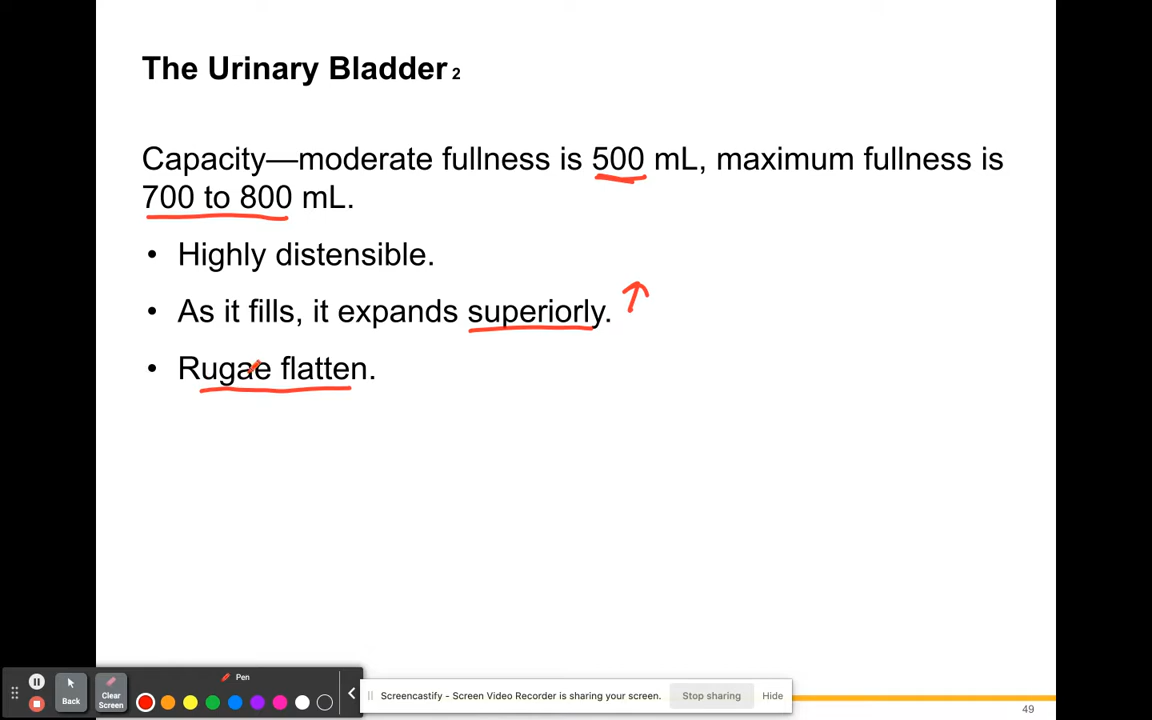 The Urinary Bladder 2
Capacity—moderate fullness is 500 mL, maximum fullness is
700 to 800 mL.
• Highly distensible.
• As it fills, it expands superiorly.
• Rugae flatten.
Pen
Back
Clear
Screen
Screencastify - Screen Video Recorder is sharing your screen.
Stop sharing
Hide
49